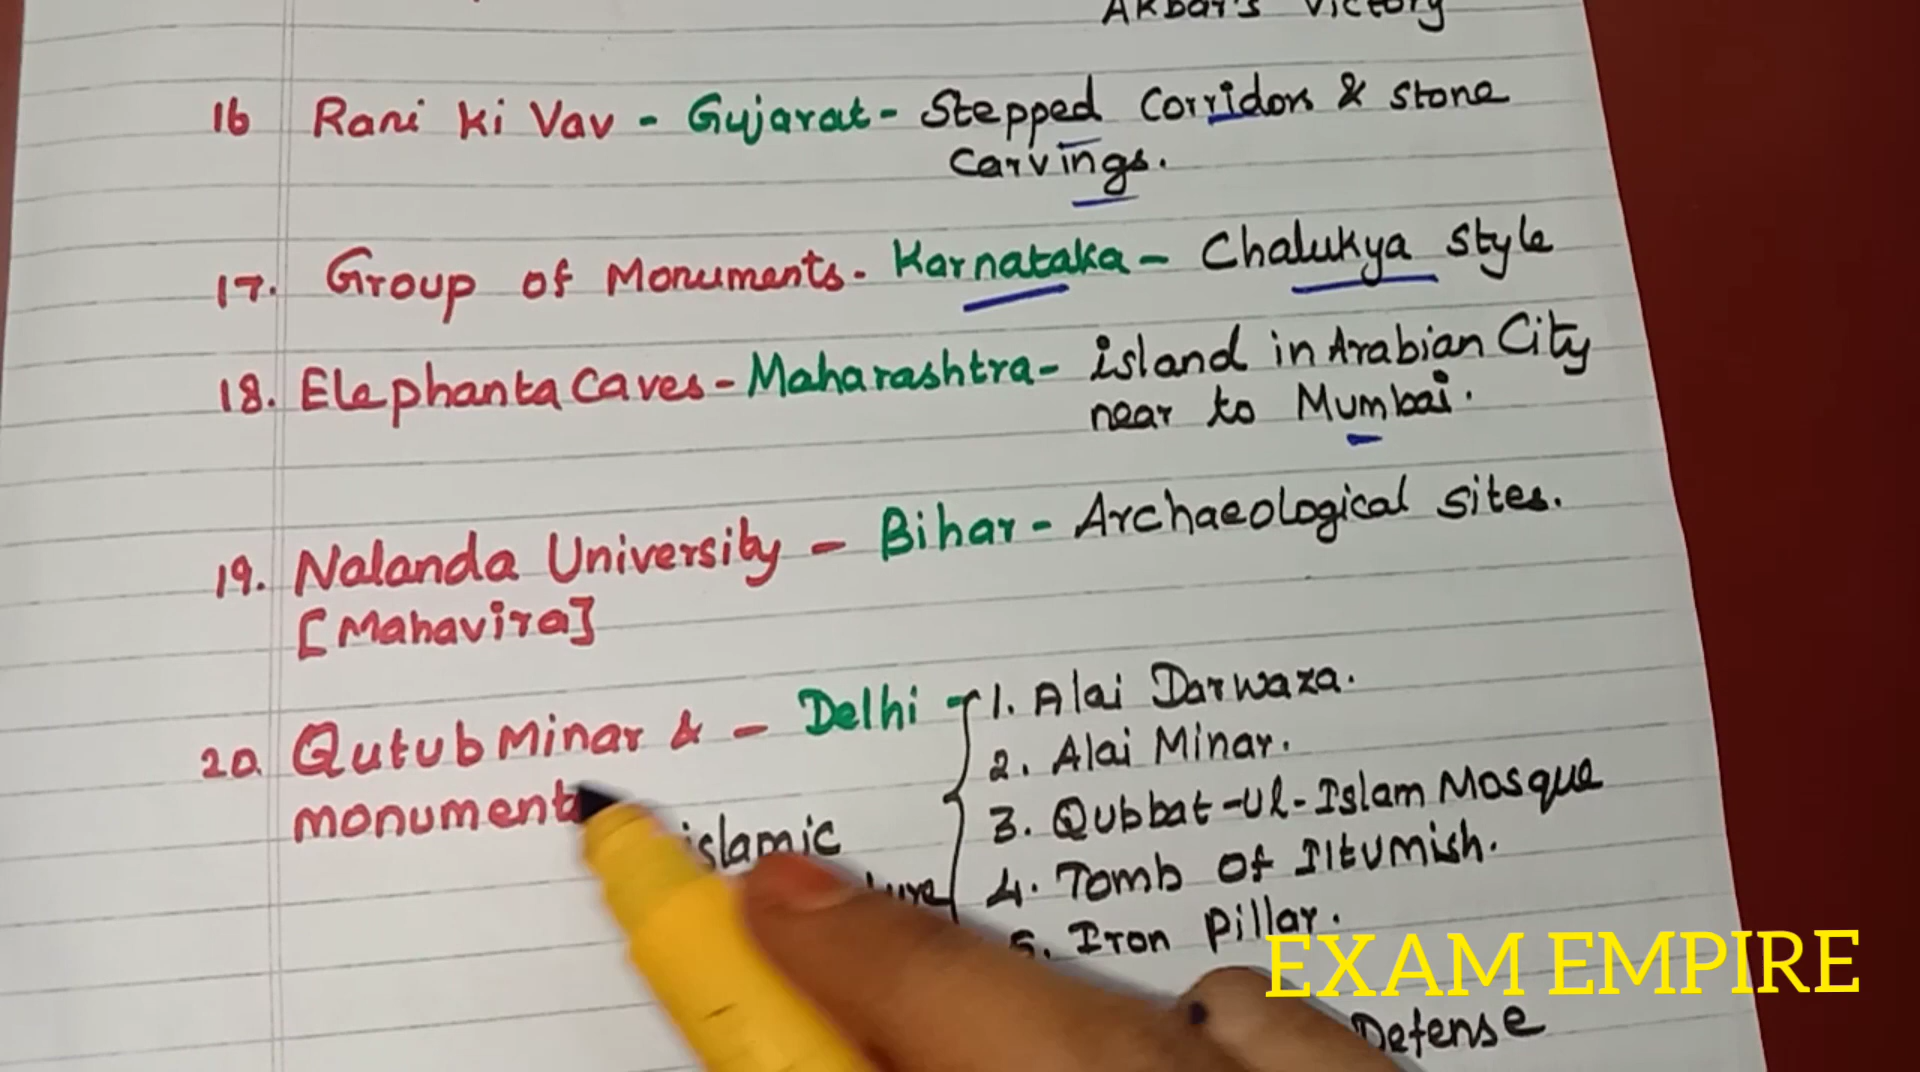 Akbar's Victory
16 Rani Ki Vav - Gujarat - Stepped Corridors & Stone
Carvings.
17. Group of Monuments - Karnataka - Chalukya Style
18. Elephanta Caves - Maharashtra - island in Arabian City
near to Mumbai.
19. Nalanda University - Bihar - Archaeological sites.
[Mahavira]
20. Qutub Minar & - Delhi - 1. Alai Darwaza.
2. Alai Minar.
monument
islamic
3. Qubbat-Ul-Islam Mosque
4. Tomb of Iltumish.
5. Iron Pillar.
EXAM EMPIRE
Defense